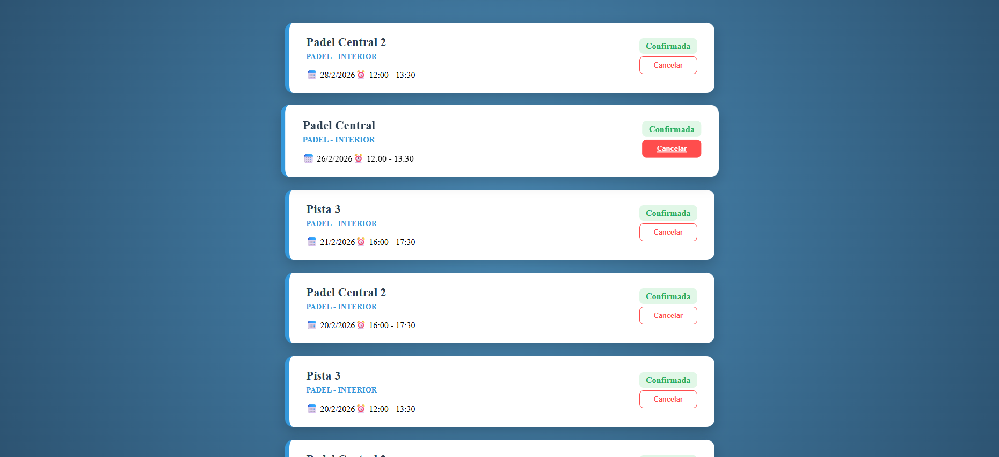 Padel Central 2
Confirmada
PADEL - INTERIOR
Cancelar
28/2/2026 12:00 - 13:30
Padel Central
Confirmada
PADEL - INTERIOR
Cancelar
26/2/2026 12:00 - 13:30
Pista 3
Confirmada
PADEL - INTERIOR
Cancelar
21/2/2026 16:00 - 17:30
Padel Central 2
Confirmada
PADEL - INTERIOR
Cancelar
20/2/2026 16:00 - 17:30
Pista 3
Confirmada
PADEL - INTERIOR
Cancelar
20/2/2026 12:00 - 13:30
Padel Central 2